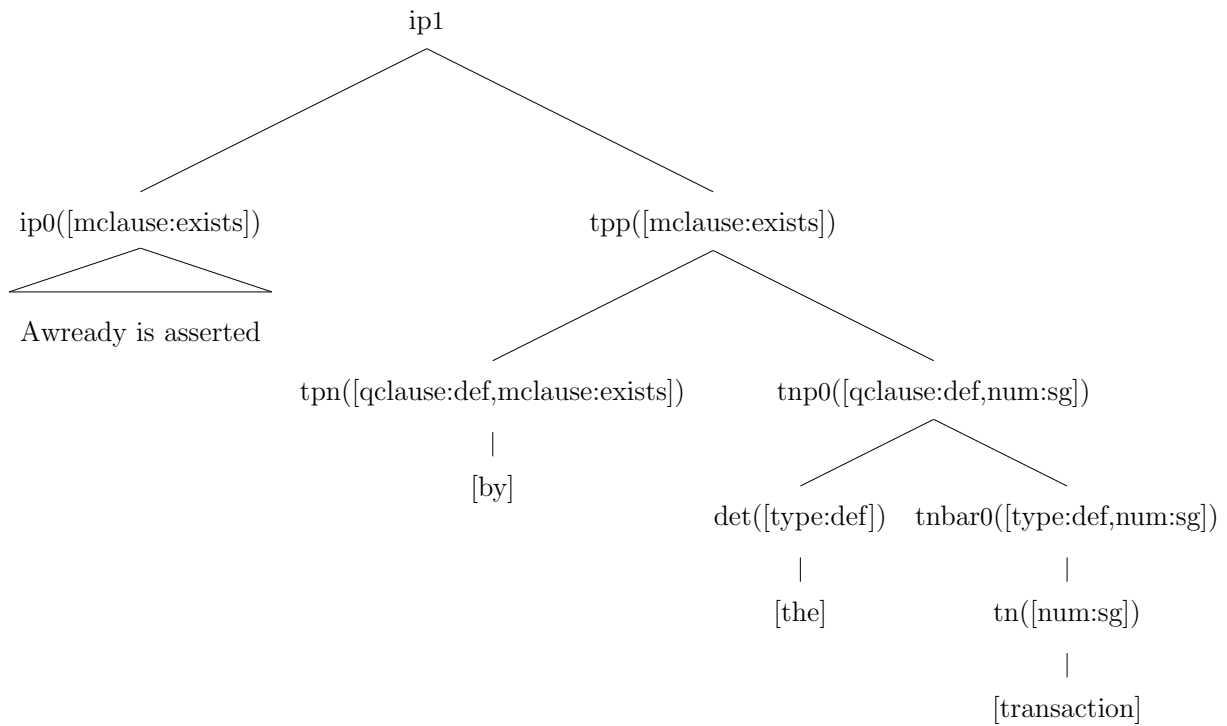 ip1
ip0([mclause:exists]) tpp([mclause:exists])
Awready is asserted
tpn([qclause:def,mclause:exists]) tnp0([qclause:def,num:sg])
[by]
det([type:def]) tnbar0([type:def,num:sg])
[the] tn([num:sg])
[transaction]